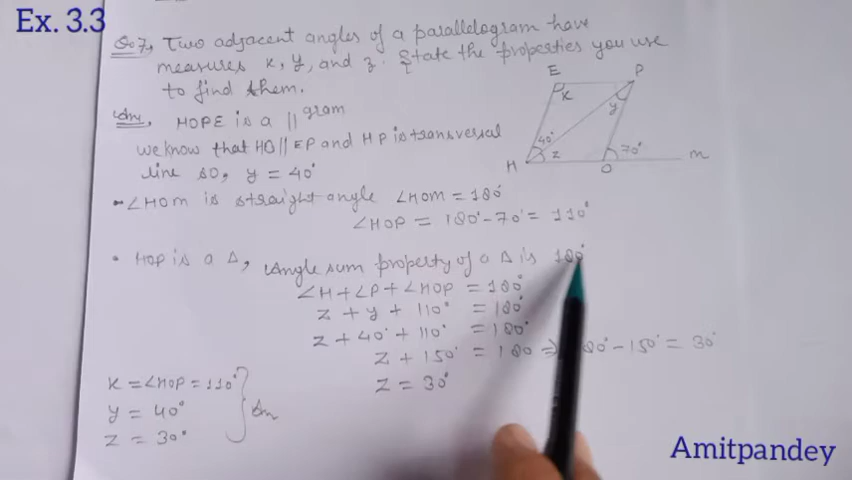 Ex. 3.3
Qo7, Two adjacent angles of a parallelogram have
measures x, y, and z. State the properties you use
to find them.
Ans, HOPE is a ||gram
we know that HO || EP and HP is transversal
line so, y = 40°
• ∠HOM is straight angle ∠HOM = 180°
∠HOP = 180° - 70° = 110°
• HOP is a Δ, Angle sum property of a Δ is 180°
∠H + ∠P + ∠HOP = 180°
z + y + 110° = 180°
z + 40° + 110° = 180°
z + 150° = 180 ⇒ 80° - 150° = 30°
z = 30°
x = ∠HOP = 110°
y = 40°
z = 30°
Ans
E
P
x
y
40°
z
70°
H
O
m
Amitpandey